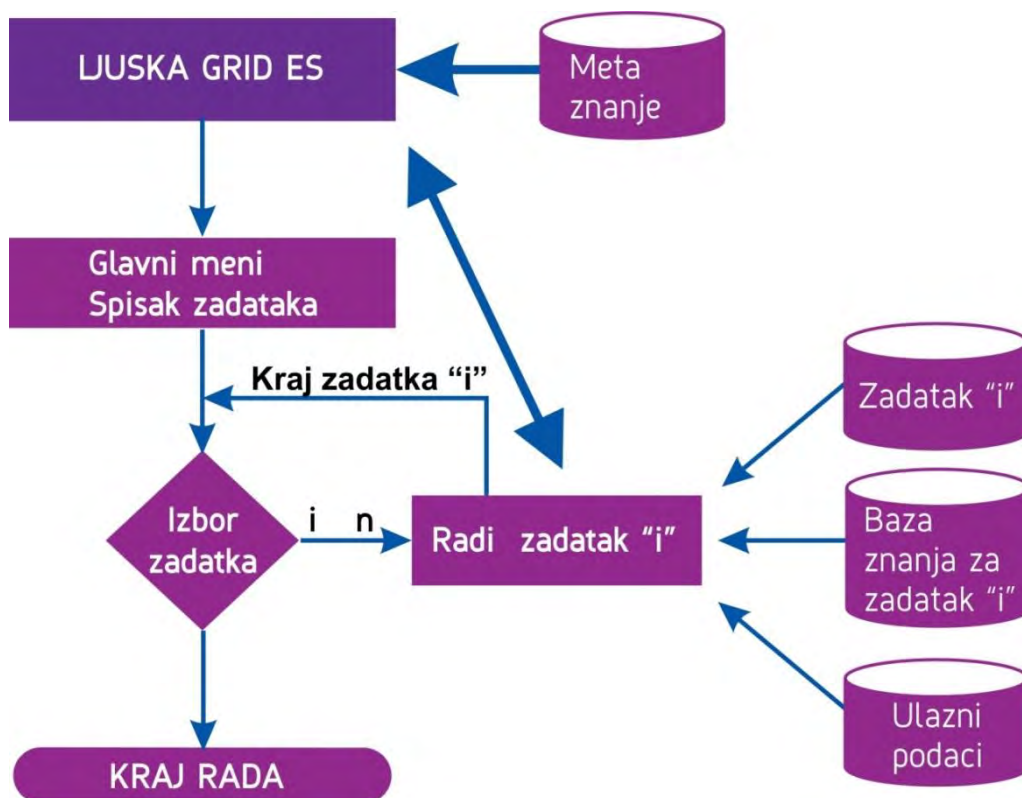 LJUSKA GRID ES
Meta
znanje
Glavni meni
Spisak zadataka
Kraj zadatka “i”
Zadatak “i”
Izbor
zadatka
i n
Radi zadatak “i”
Baza
znanja za
zadatak “i”
Ulazni
podaci
KRAJ RADA